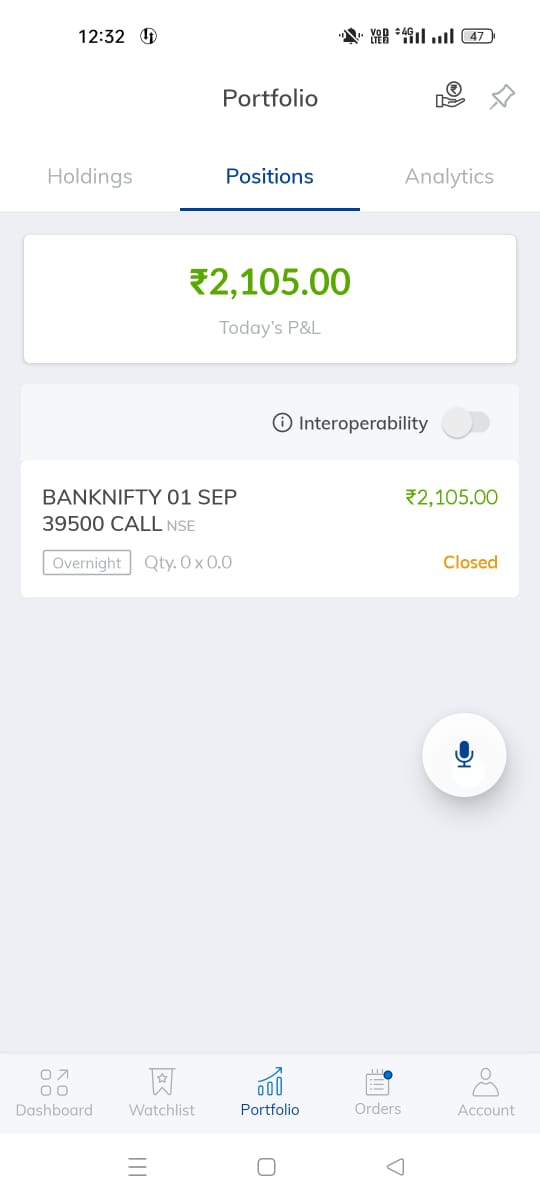 12:32
VoD
LTE2
4G
47
Portfolio
Holdings
Positions
Analytics
₹2,105.00
Today's P&L
Interoperability
BANKNIFTY 01 SEP
39500 CALL NSE
₹2,105.00
Overnight
Qty. 0 x 0.0
Closed
Dashboard
Watchlist
Portfolio
Orders
Account